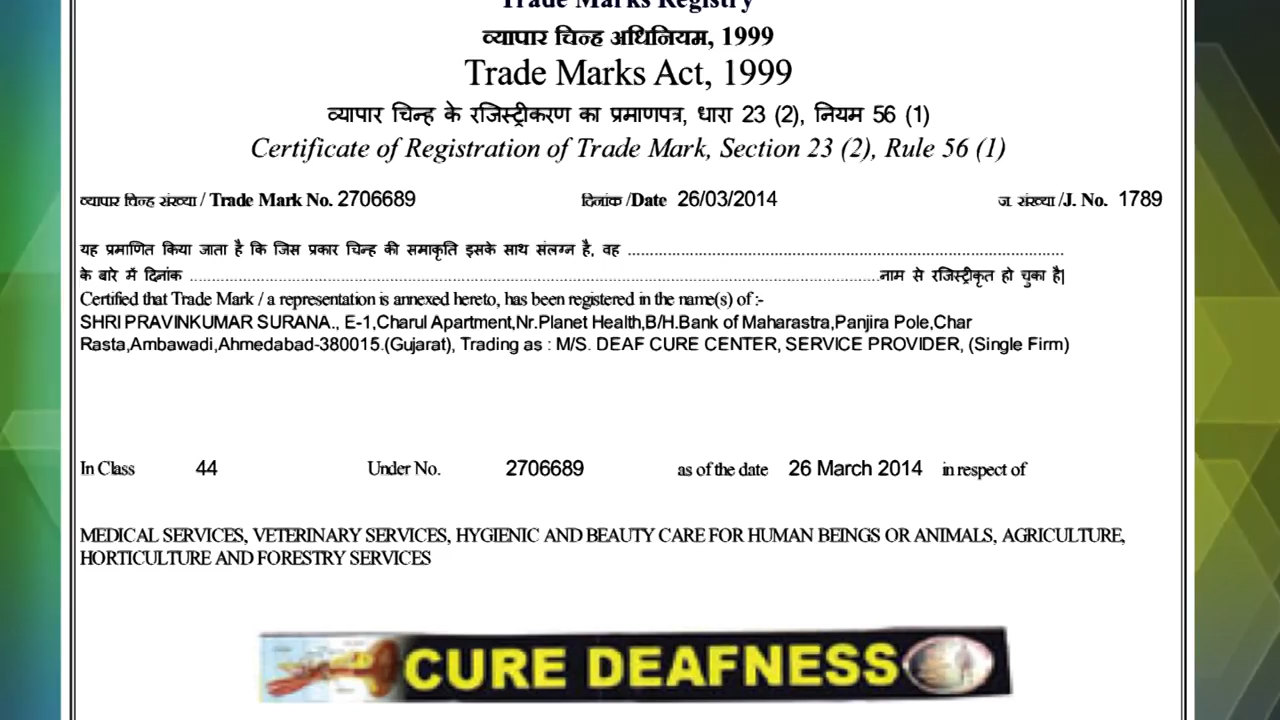 Trade Marks Registry
व्यापार चिन्ह अधिनियम, 1999
Trade Marks Act, 1999
व्यापार चिन्ह के रजिस्ट्रीकरण का प्रमाणपत्र, धारा 23 (2), नियम 56 (1)
Certificate of Registration of Trade Mark, Section 23 (2), Rule 56 (1)
व्यापार चिन्ह संख्या / Trade Mark No. 2706689 दिनांक /Date 26/03/2014 ज. संख्या /J. No. 1789
यह प्रमाणित किया जाता है कि जिस प्रकार चिन्ह की समाकृति इसके साथ संलग्न है, वह ....................
के बारे में दिनांक ....................नाम से रजिस्ट्रीकृत हो चुका है|
Certified that Trade Mark / a representation is annexed hereto, has been registered in the name(s) of :-
SHRI PRAVINKUMAR SURANA., E-1,Charul Apartment,Nr.Planet Health,B/H.Bank of Maharastra,Panjira Pole,Char
Rasta,Ambawadi,Ahmedabad-380015.(Gujarat), Trading as : M/S. DEAF CURE CENTER, SERVICE PROVIDER, (Single Firm)
In Class 44 Under No. 2706689 as of the date 26 March 2014 in respect of
MEDICAL SERVICES, VETERINARY SERVICES, HYGIENIC AND BEAUTY CARE FOR HUMAN BEINGS OR ANIMALS, AGRICULTURE,
HORTICULTURE AND FORESTRY SERVICES
CURE DEAFNESS